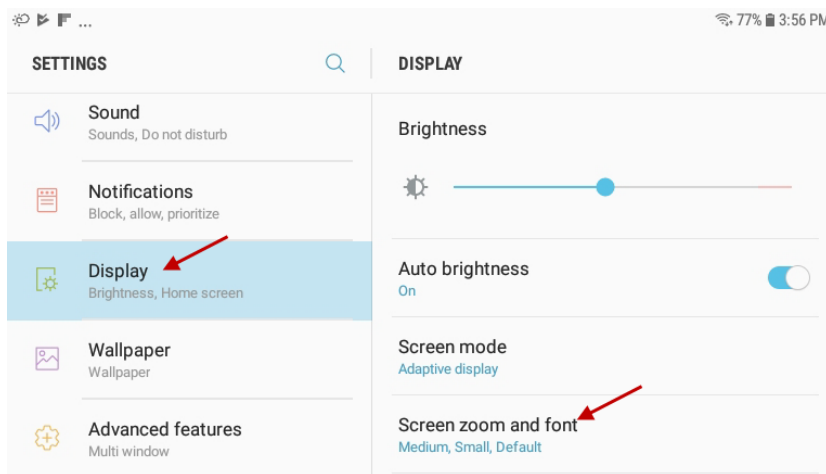 ... 77% 3:56 PM
SETTINGS
Sound
Sounds, Do not disturb
Notifications
Block, allow, prioritize
Display
Brightness, Home screen
Wallpaper
Wallpaper
Advanced features
Multi window
DISPLAY
Brightness
Auto brightness
On
Screen mode
Adaptive display
Screen zoom and font
Medium, Small, Default